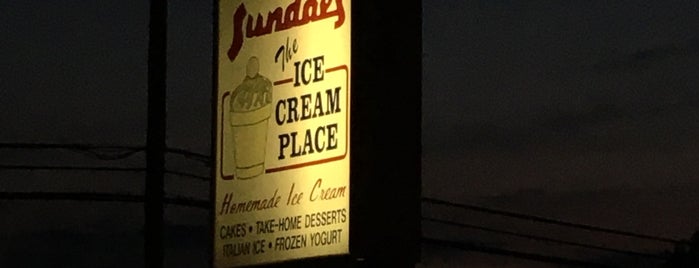 Sundaes
The
ICE
CREAM
PLACE
Homemade Ice Cream
CAKES • TAKE-HOME DESSERTS
ITALIAN ICE • FROZEN YOGURT